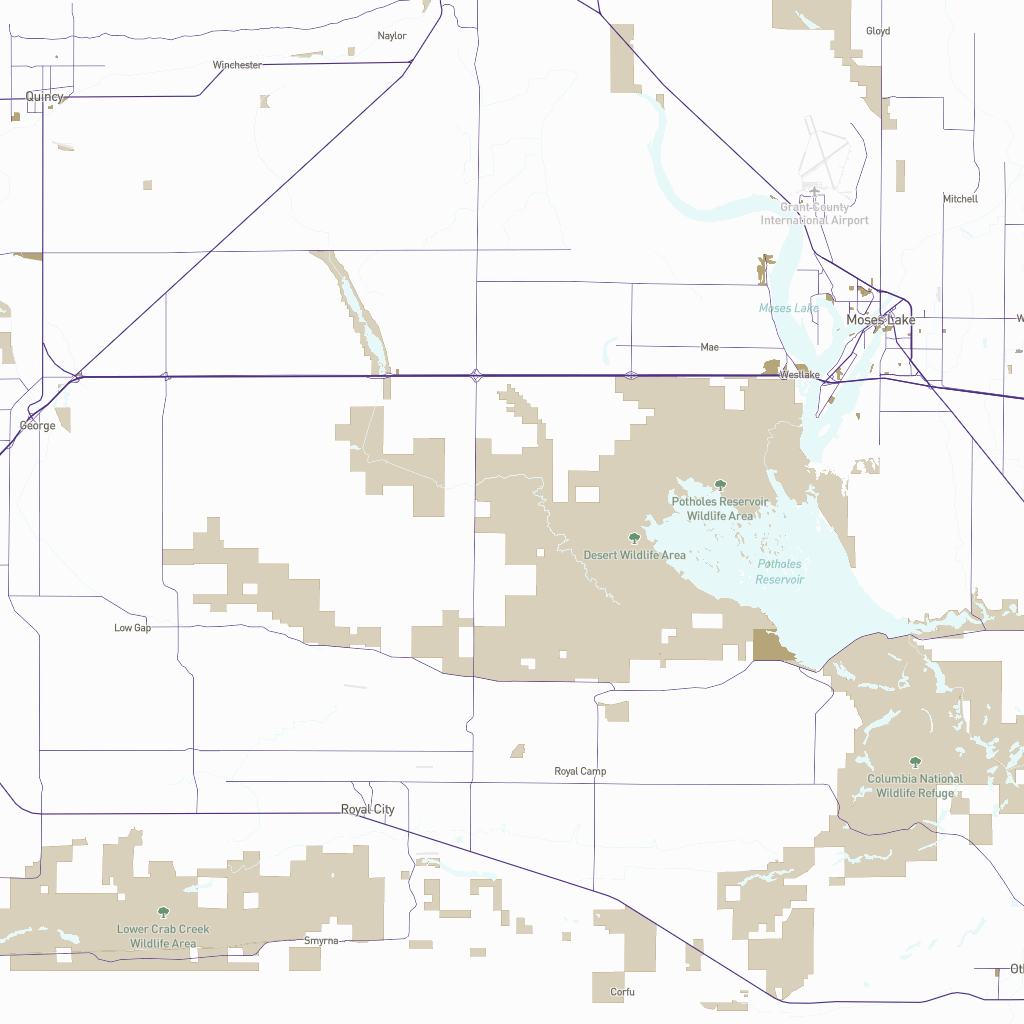 Gloyd
Naylor
Winchester
Quincy
Mitchell
Grant County
International Airport
Moses Lake
Moses Lake
Mae
Westlake
George
Potholes Reservoir
Wildlife Area
Desert Wildlife Area
Potholes
Reservoir
Low Gap
Royal Camp
Columbia National
Wildlife Refuge
Royal City
Lower Crab Creek
Wildlife Area
Smyrna
Corfu